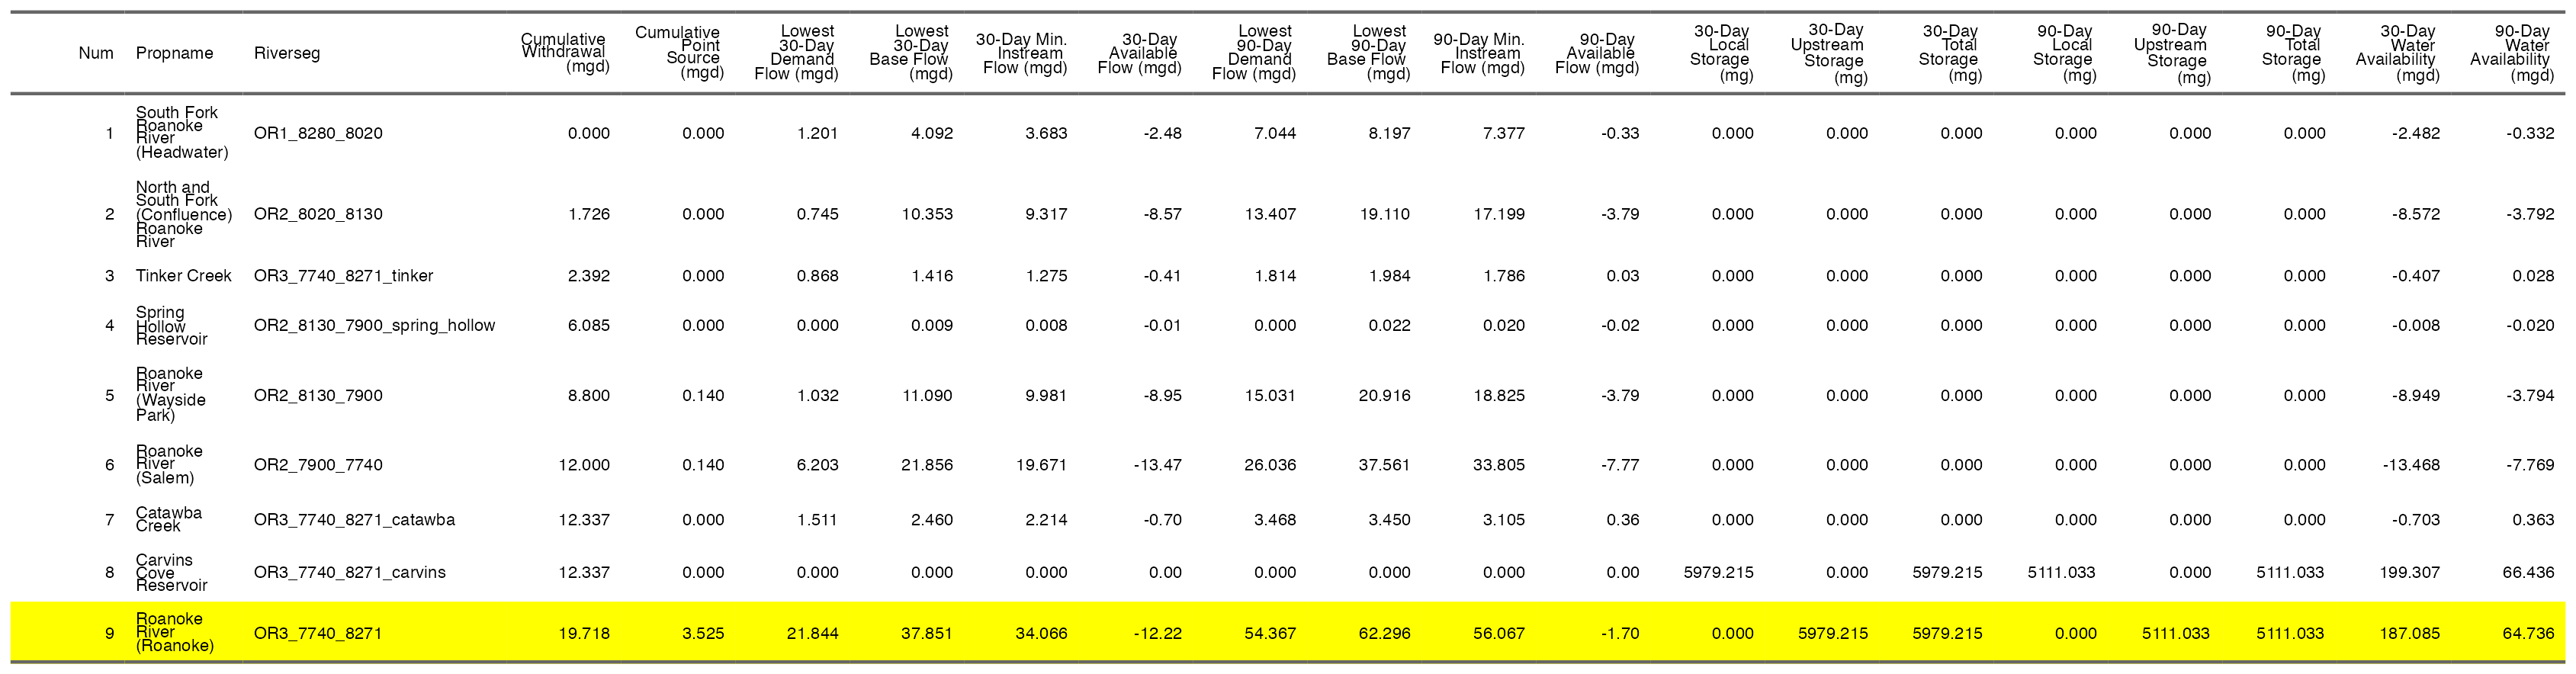 Num Propname Riverseg Cumulative Withdrawal (mgd) Cumulative Point Source (mgd) Lowest 30-Day Demand Flow (mgd) Lowest 30-Day Base Flow (mgd) 30-Day Min. Instream Flow (mgd) 30-Day Available Flow (mgd) Lowest 90-Day Demand Flow (mgd) Lowest 90-Day Base Flow (mgd) 90-Day Min. Instream Flow (mgd) 90-Day Available Flow (mgd) 30-Day Local Storage (mg) 30-Day Upstream Storage (mg) 30-Day Total Storage (mg) 90-Day Local Storage (mg) 90-Day Upstream Storage (mg) 90-Day Total Storage (mg) 30-Day Water Availability (mgd) 90-Day Water Availability (mgd)
1 South Fork Roanoke River (Headwater) OR1_8280_8020 0.000 0.000 1.201 4.092 3.683 -2.48 7.044 8.197 7.377 -0.33 0.000 0.000 0.000 0.000 0.000 0.000 -2.482 -0.332
2 North and South Fork (Confluence) Roanoke River OR2_8020_8130 1.726 0.000 0.745 10.353 9.317 -8.57 13.407 19.110 17.199 -3.79 0.000 0.000 0.000 0.000 0.000 0.000 -8.572 -3.792
3 Tinker Creek OR3_7740_8271_tinker 2.392 0.000 0.868 1.416 1.275 -0.41 1.814 1.984 1.786 0.03 0.000 0.000 0.000 0.000 0.000 0.000 -0.407 0.028
4 Spring Hollow Reservoir OR2_8130_7900_spring_hollow 6.085 0.000 0.000 0.009 0.008 -0.01 0.000 0.022 0.020 -0.02 0.000 0.000 0.000 0.000 0.000 0.000 -0.008 -0.020
5 Roanoke River (Wayside Park) OR2_8130_7900 8.800 0.140 1.032 11.090 9.981 -8.95 15.031 20.916 18.825 -3.79 0.000 0.000 0.000 0.000 0.000 0.000 -8.949 -3.794
6 Roanoke River (Salem) OR2_7900_7740 12.000 0.140 6.203 21.856 19.671 -13.47 26.036 37.561 33.805 -7.77 0.000 0.000 0.000 0.000 0.000 0.000 -13.468 -7.769
7 Catawba Creek OR3_7740_8271_catawba 12.337 0.000 1.511 2.460 2.214 -0.70 3.468 3.450 3.105 0.36 0.000 0.000 0.000 0.000 0.000 0.000 -0.703 0.363
8 Carvins Cove Reservoir OR3_7740_8271_carvins 12.337 0.000 0.000 0.000 0.000 0.00 0.000 0.000 0.000 0.00 5979.215 0.000 5979.215 5111.033 0.000 5111.033 199.307 66.436
9 Roanoke River (Roanoke) OR3_7740_8271 19.718 3.525 21.844 37.851 34.066 -12.22 54.367 62.296 56.067 -1.70 0.000 5979.215 5979.215 0.000 5111.033 5111.033 187.085 64.736